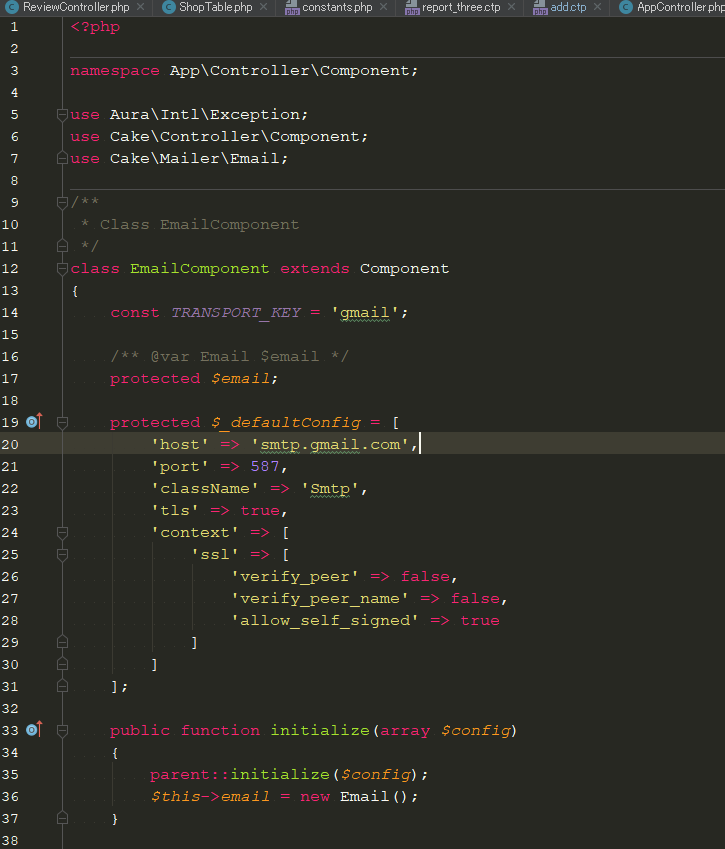 ReviewController.php ShopTable.php constants.php report_three.ctp add.ctp AppController.php
1 <?php
2
3 namespace App\Controller\Component;
4
5 use Aura\Intl\Exception;
6 use Cake\Controller\Component;
7 use Cake\Mailer\Email;
8
9 /**
10 * Class EmailComponent
11 */
12 class EmailComponent extends Component
13 {
14 const TRANSPORT_KEY = 'gmail';
15
16 /** @var Email $email */
17 protected $email;
18
19 protected $_defaultConfig = [
20 'host' => 'smtp.gmail.com',
21 'port' => 587,
22 'className' => 'Smtp',
23 'tls' => true,
24 'context' => [
25 'ssl' => [
26 'verify_peer' => false,
27 'verify_peer_name' => false,
28 'allow_self_signed' => true
29 ]
30 ]
31 ];
32
33 public function initialize(array $config)
34 {
35 parent::initialize($config);
36 $this->email = new Email();
37 }
38